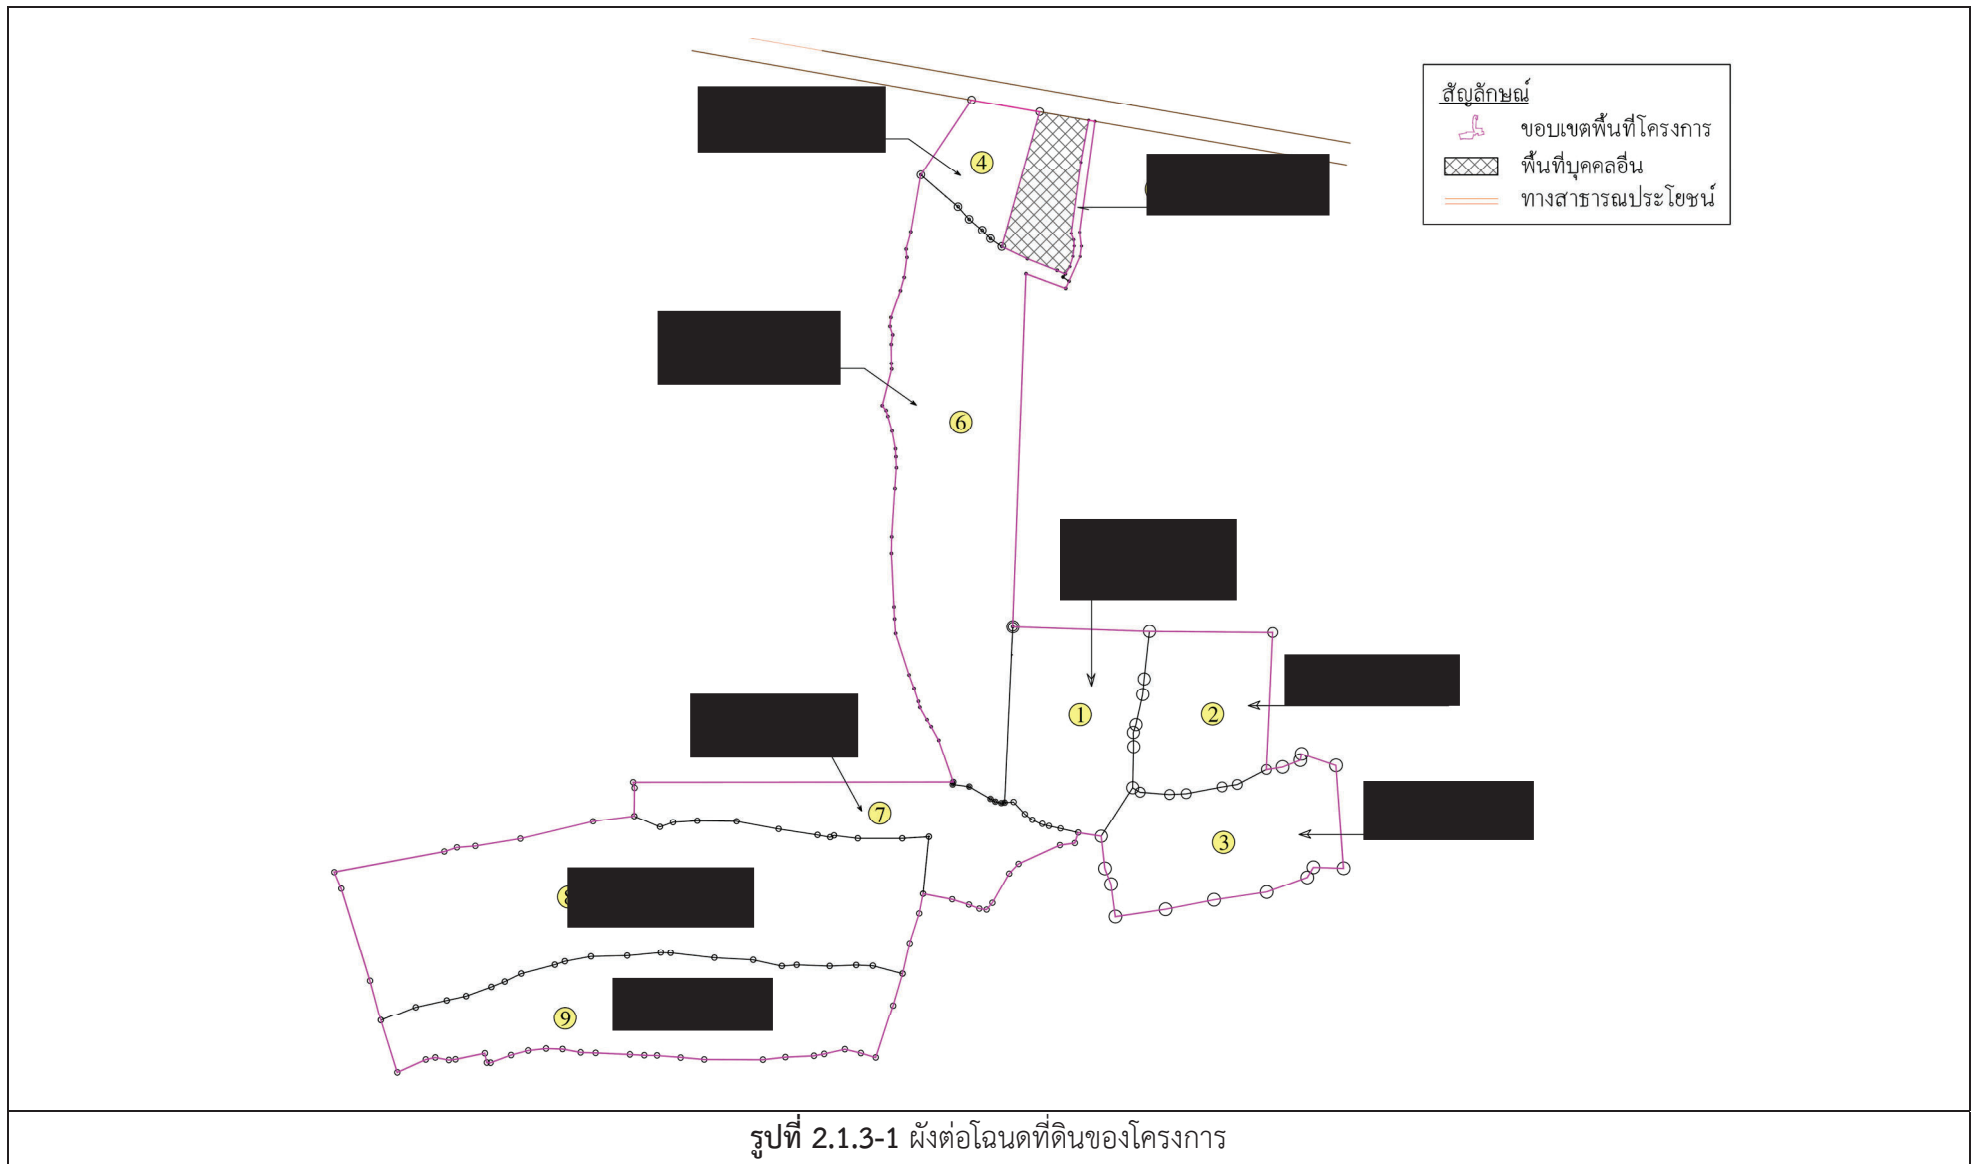 สัญลักษณ์
ขอบเขตพื้นที่โครงการ
พื้นที่บุคคลอื่น
ทางสาธารณประโยชน์
4
6
1
2
7
3
8
9
รูปที่ 2.1.3-1 ผังต่อโฉนดที่ดินของโครงการ